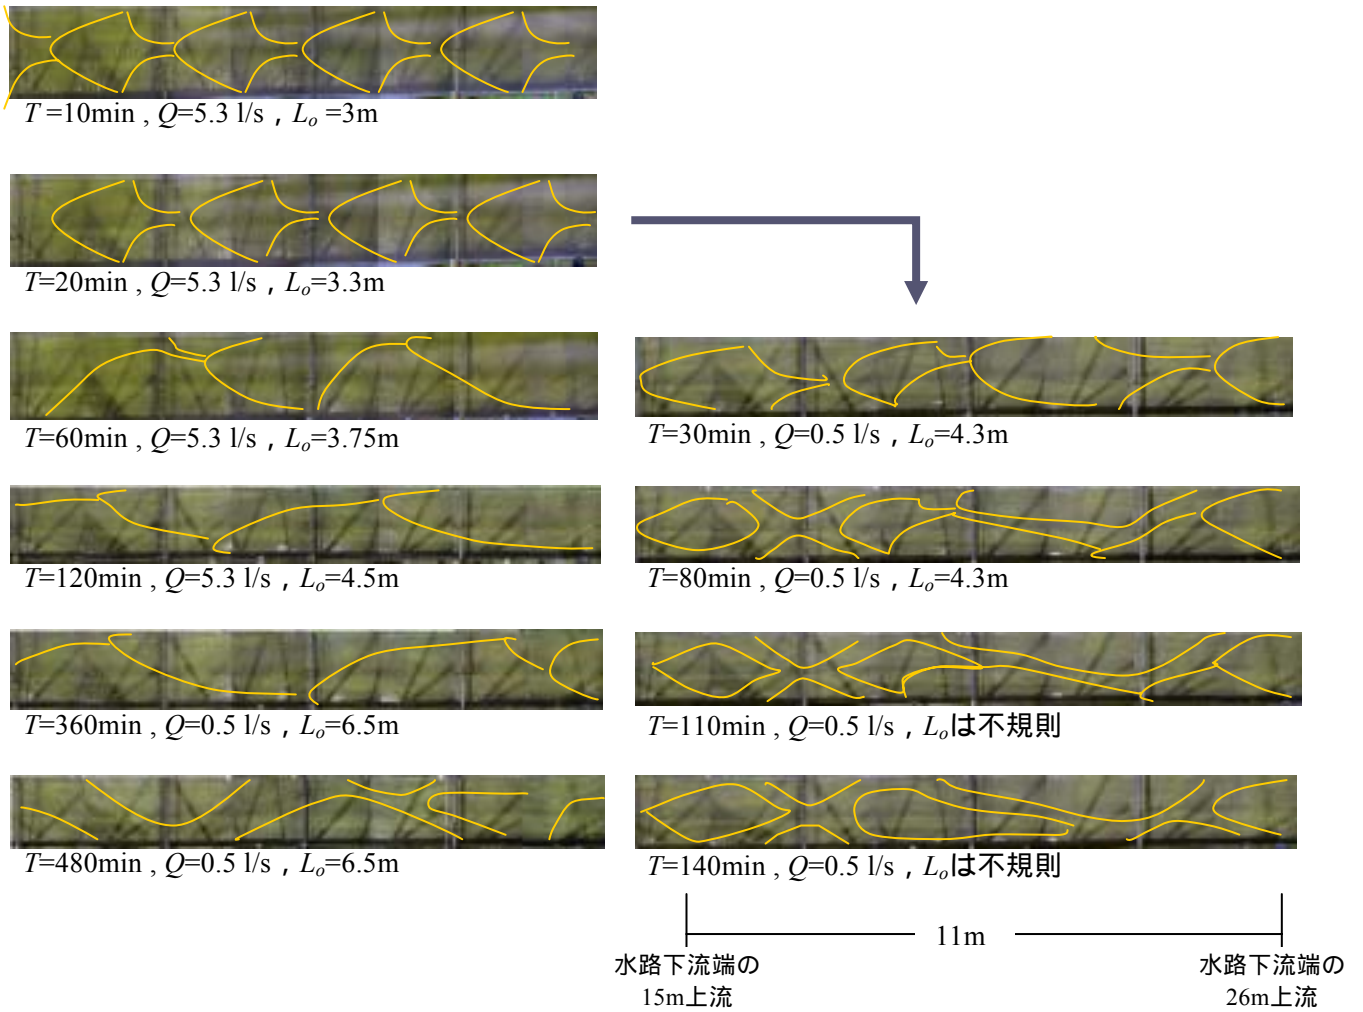 T =10min , Q=5.3 l/s , Lo =3m
T=20min , Q=5.3 l/s , Lo=3.3m
T=60min , Q=5.3 l/s , Lo=3.75m
T=120min , Q=5.3 l/s , Lo=4.5m
T=360min , Q=0.5 l/s , Lo=6.5m
T=480min , Q=0.5 l/s , Lo=6.5m
T=30min , Q=0.5 l/s , Lo=4.3m
T=80min , Q=0.5 l/s , Lo=4.3m
T=110min , Q=0.5 l/s , Loは不規則
T=140min , Q=0.5 l/s , Loは不規則
11m
水路下流端の
15m上流
水路下流端の
26m上流